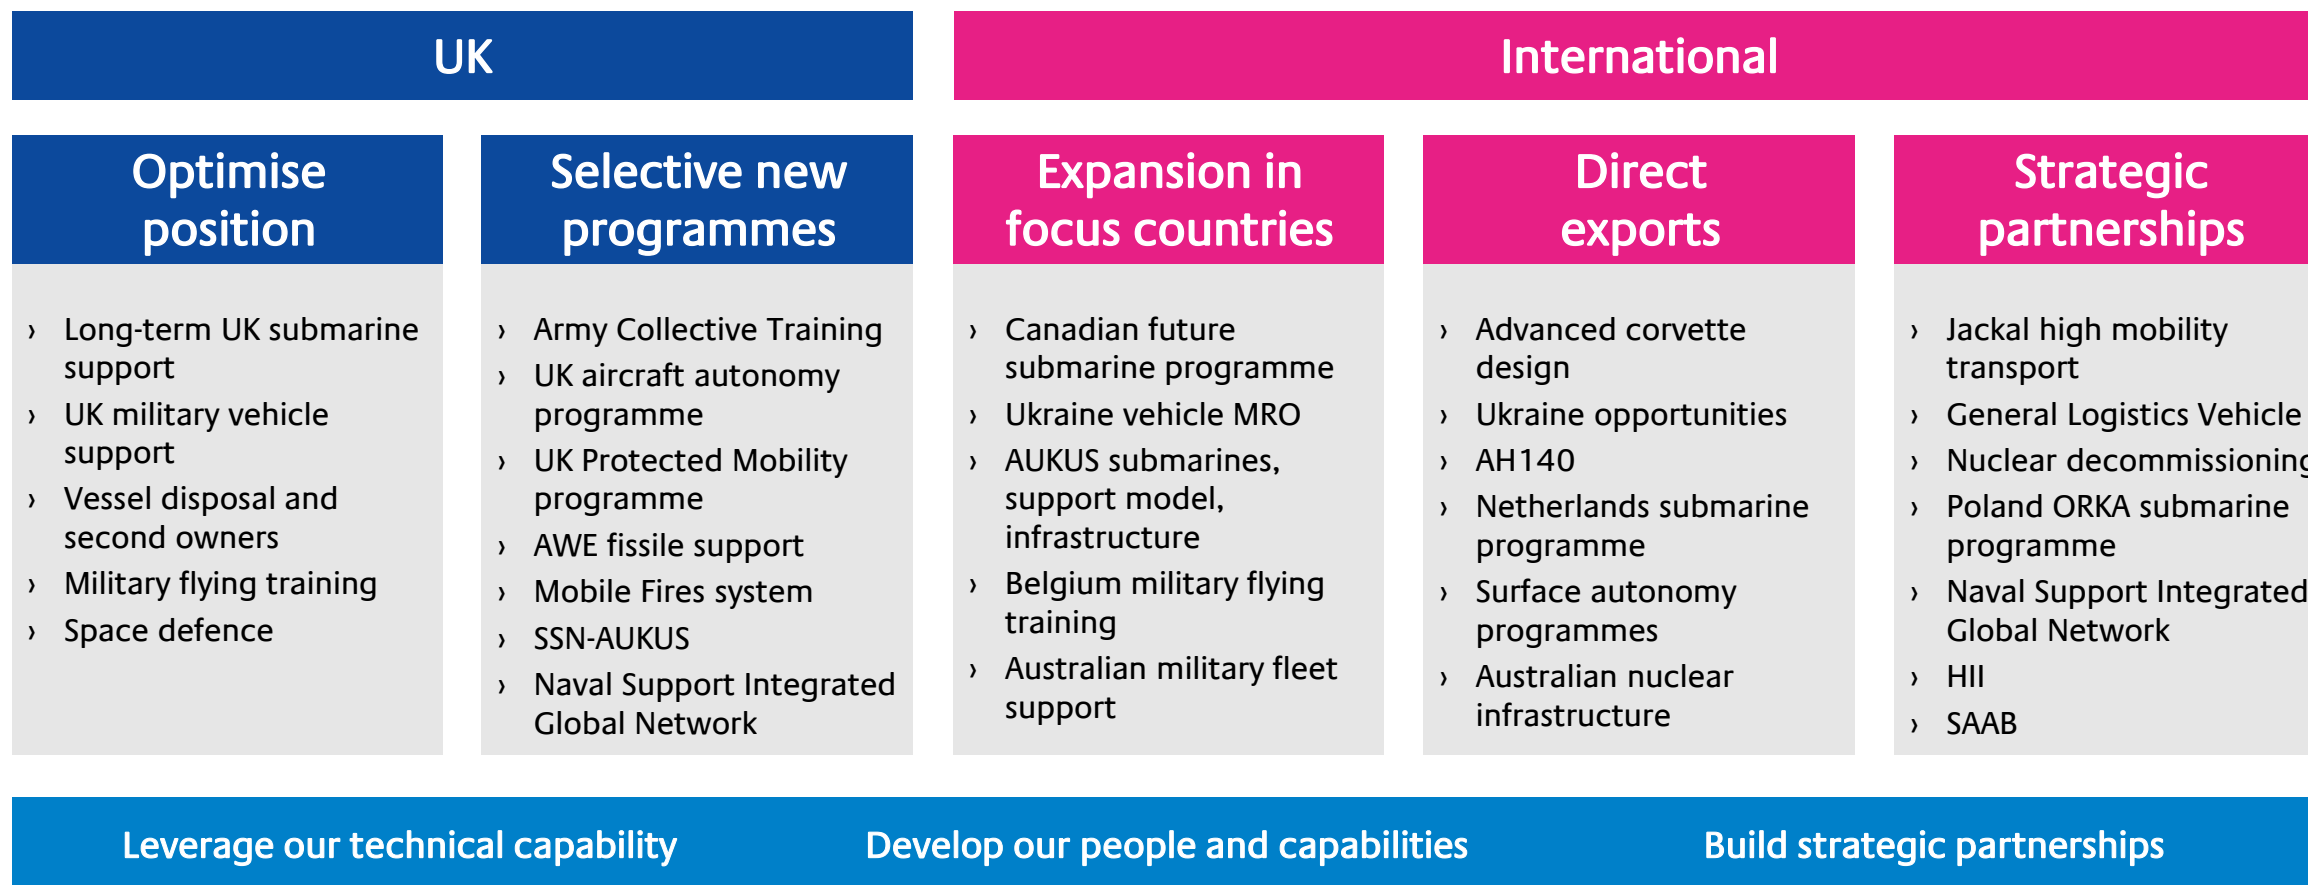 UK
International
Optimise
position
Selective new
programmes
Expansion in
focus countries
Direct
exports
Strategic
partnerships
› Long-term UK submarine
support
› UK military vehicle
support
› Vessel disposal and
second owners
› Military flying training
› Space defence
› Army Collective Training
› UK aircraft autonomy
programme
› UK Protected Mobility
programme
› AWE fissile support
› Mobile Fires system
› SSN-AUKUS
› Naval Support Integrated
Global Network
› Canadian future
submarine programme
› Ukraine vehicle MRO
› AUKUS submarines,
support model,
infrastructure
› Belgium military flying
training
› Australian military fleet
support
› Advanced corvette
design
› Ukraine opportunities
› AH140
› Netherlands submarine
programme
› Surface autonomy
programmes
› Australian nuclear
infrastructure
› Jackal high mobility
transport
› General Logistics Vehicle
› Nuclear decommissioning
› Poland ORKA submarine
programme
› Naval Support Integrated
Global Network
› HII
› SAAB
Leverage our technical capability
Develop our people and capabilities
Build strategic partnerships